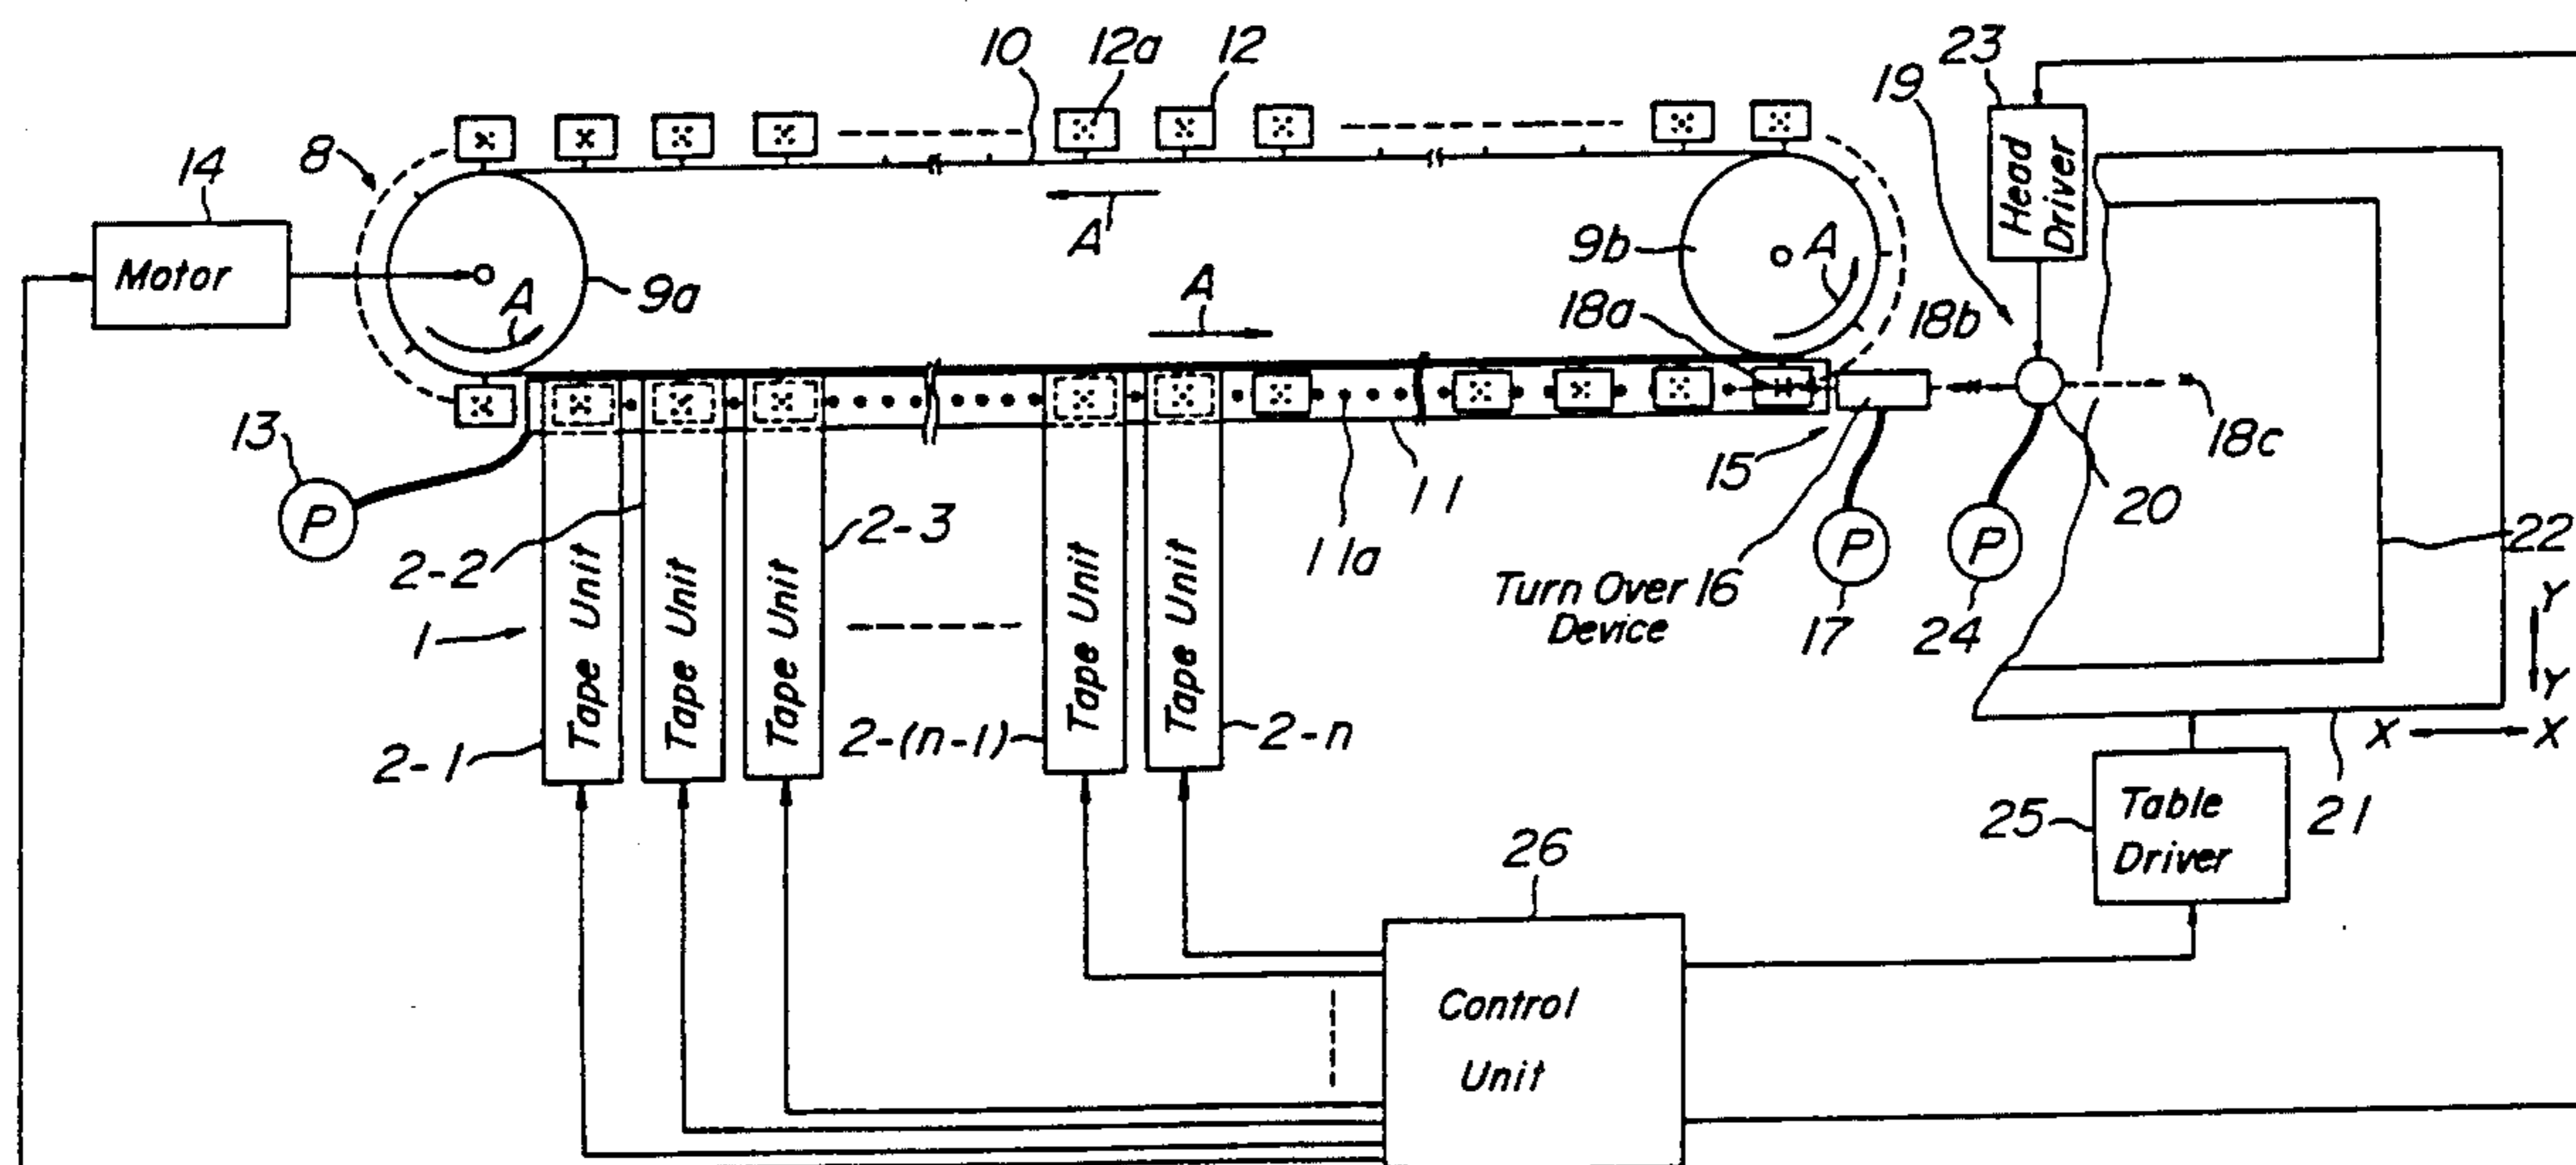 10
12a
12
23
19
8
14
Head
Driver
Motor
A
A
9a
A
9b
A
18a
18b
18c
13
P
2-2
2-3
11a
11
15
20
22
P
P
Turn Over
Device
16
17
24
1
Tape Unit
Tape Unit
Tape Unit
Tape Unit
Tape Unit
2-1
2-(n-1)
2-n
Y
Y
X
X
25
Table
Driver
21
26
Control
Unit